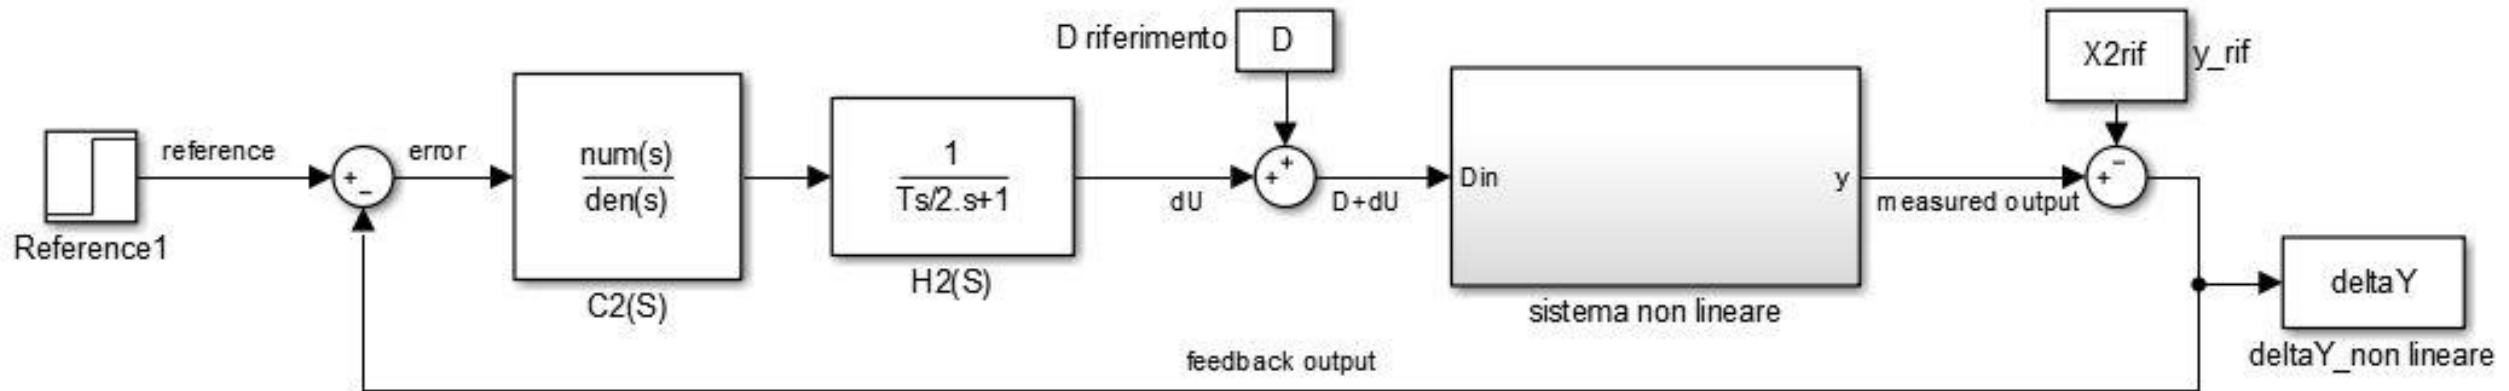 D riferimento
D
X2rif
y_rif
reference
+
−
error
num(s)
den(s)
1
Ts/2.s+1
dU
+
+
D+dU
Din
y
measured output
−
+
Reference1
C2(S)
H2(S)
sistema non lineare
deltaY
deltaY_non lineare
feedback output